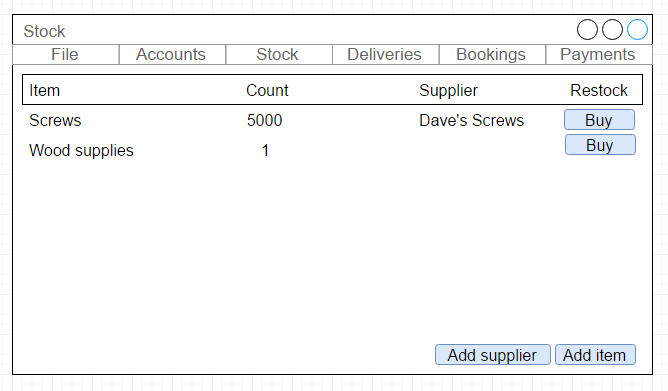 Stock
File Accounts Stock Deliveries Bookings Payments
Item Count Supplier Restock
Screws 5000 Dave's Screws Buy
Wood supplies 1 Buy
Add supplier Add item